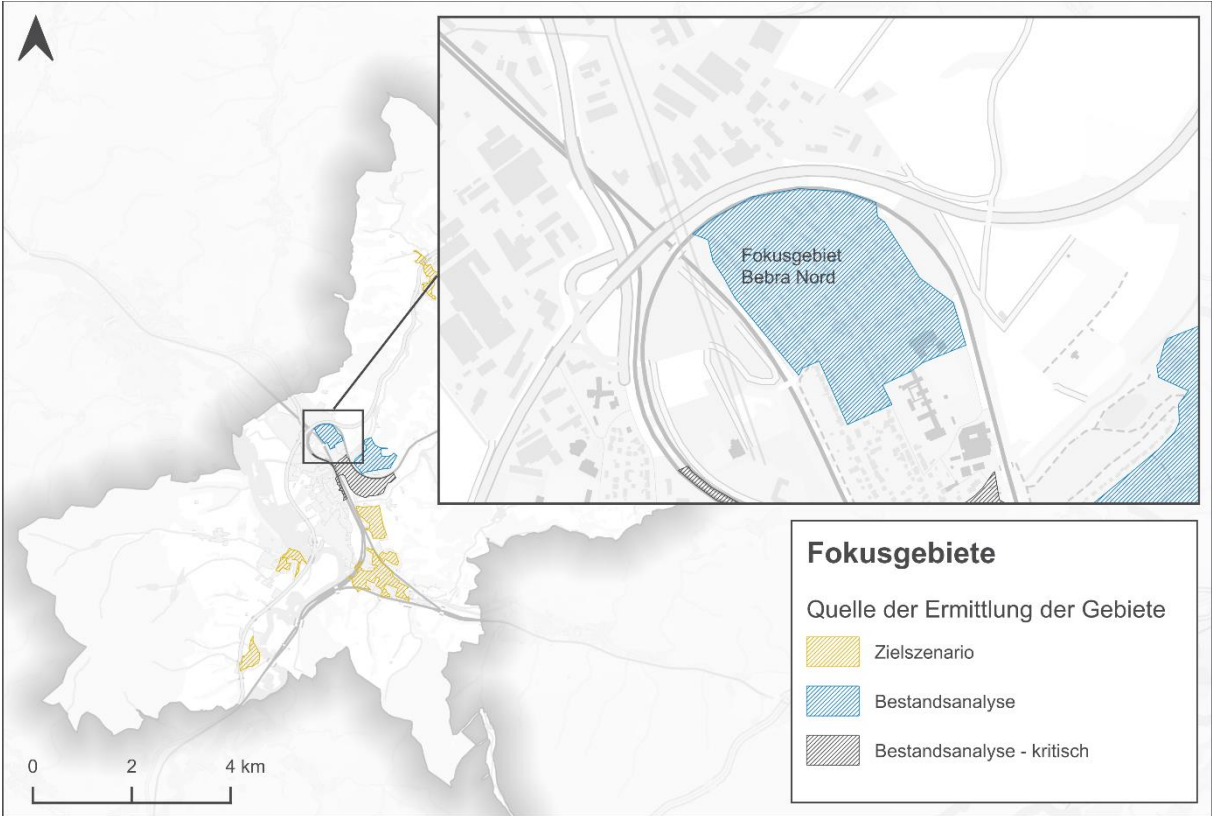 Fokusgebiet
Bebra Nord
Fokusgebiete
Quelle der Ermittlung der Gebiete
Zielszenario
Bestandsanalyse
Bestandsanalyse - kritisch
0 2 4 km